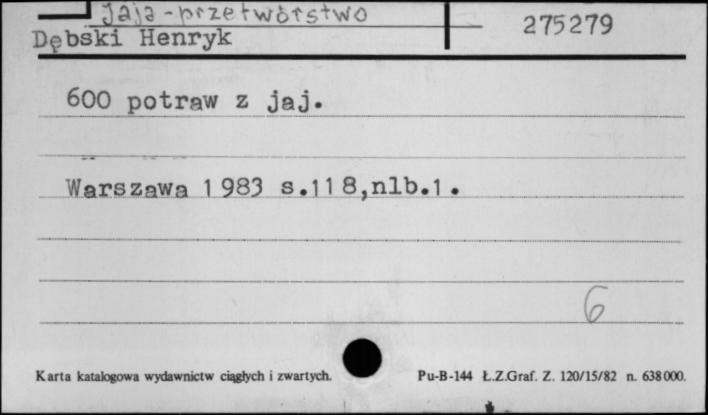 jaja-przetwórstwo
275279
Dębski Henryk
600 potraw z jaj.
Warszawa 1983 s.118,nlb.1.
6
Karta katalogowa wydawnictw ciągłych i zwartych.
Pu-B-144 Ł.Z.Graf. Z. 120/15/82 n. 638000.